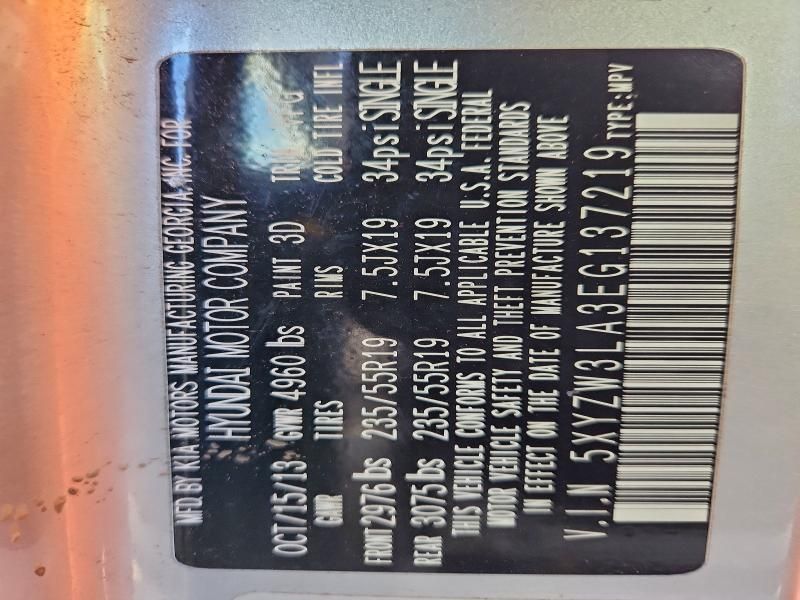 MFD. BY KIA MOTORS MANUFACTURING GEORGIA, INC. FOR
HYUNDAI MOTOR COMPANY
OCT/15/13 GVWR 4960 lbs PAINT 3D
GAWR TIRES RIMS COLD TIRE INFL
FRONT 2976 lbs 235/55R19 7.5JX19 34psi SINGLE
REAR 3075 lbs 235/55R19 7.5JX19 34psi SINGLE
THIS VEHICLE CONFORMS TO ALL APPLICABLE U.S.A. FEDERAL
MOTOR VEHICLE SAFETY AND THEFT PREVENTION STANDARDS
IN EFFECT ON THE DATE OF MANUFACTURE SHOWN ABOVE
V.I.N 5XYZW3LA3EG137219 TYPE:MPV